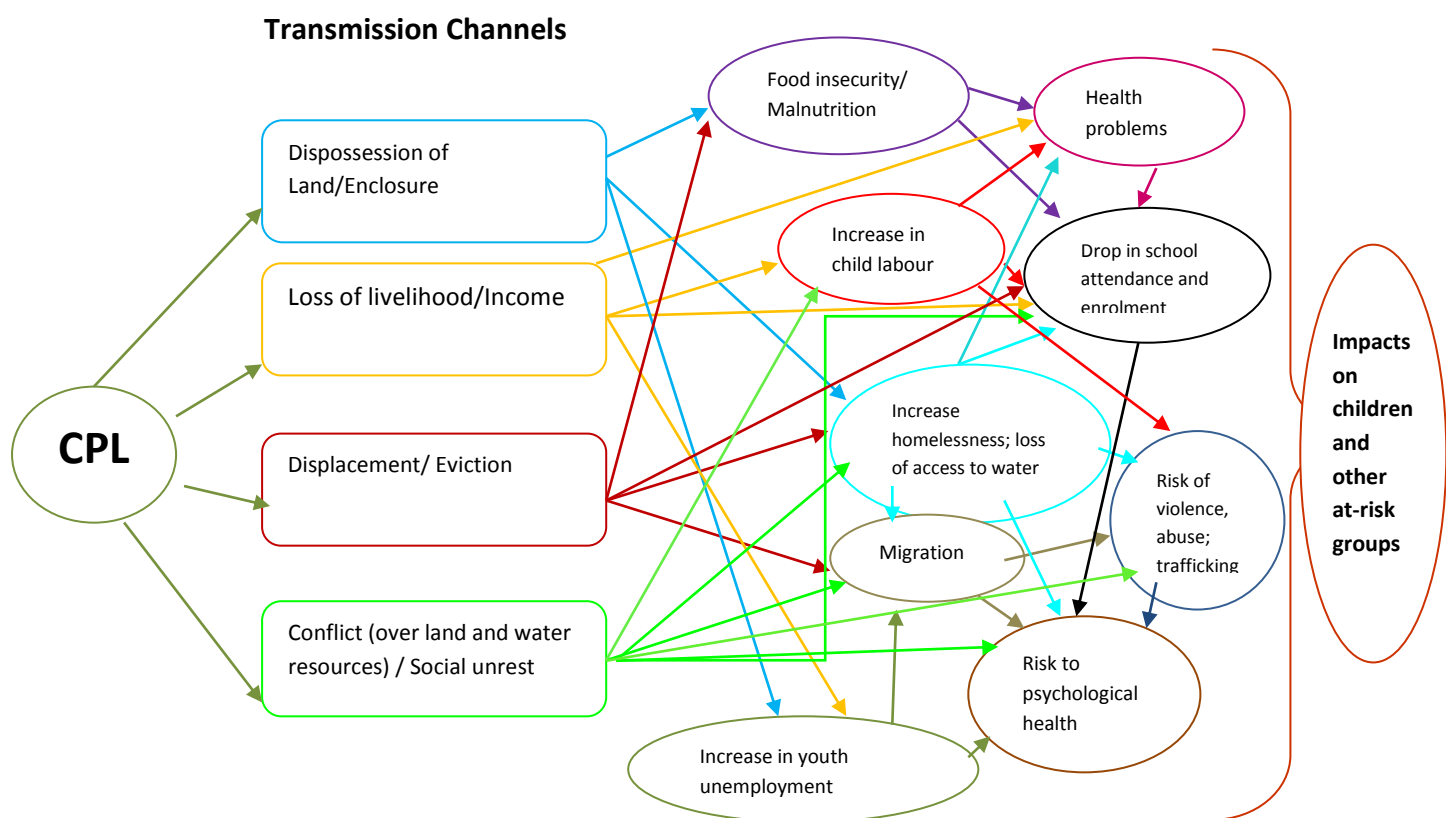 Transmission Channels
Food insecurity/
Malnutrition
Health
problems
Dispossession of
Land/Enclosure
Increase in
child labour
Drop in school
attendance and
enrolment
Loss of livelihood/Income
Impacts
on
children
and
other
at-risk
groups
CPL
Increase
homelessness; loss
of access to water
Displacement/ Eviction
Risk of
violence,
abuse;
trafficking
Migration
Conflict (over land and water
resources) / Social unrest
Risk to
psychological
health
Increase in youth
unemployment